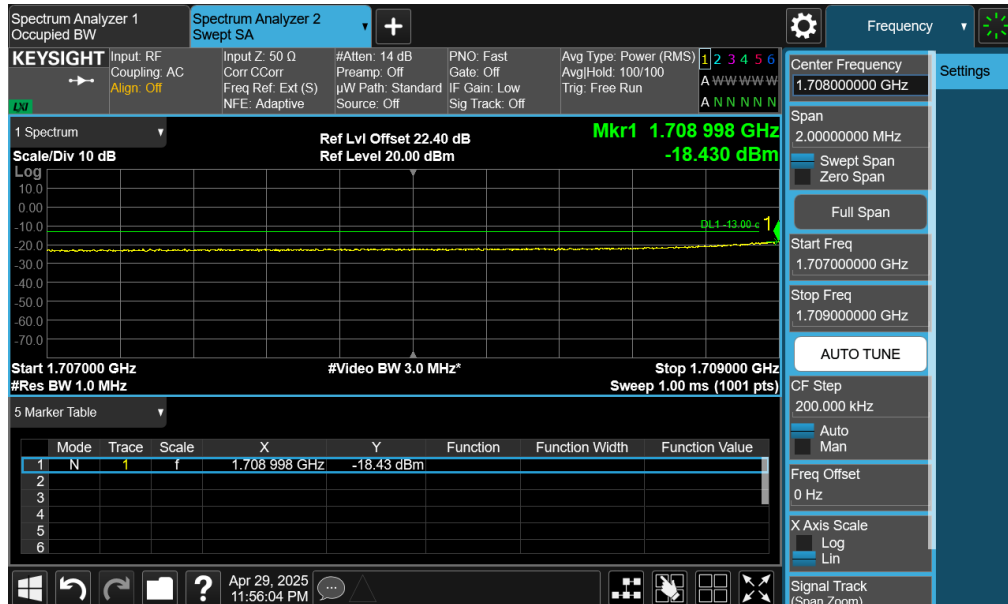 Spectrum Analyzer 1
Occupied BW
Spectrum Analyzer 2
Swept SA
Frequency
KEYSIGHT
LXI
Input: RF
Coupling: AC
Align: Off
Input Z: 50 Ω
Corr CCorr
Freq Ref: Ext (S)
NFE: Adaptive
#Atten: 14 dB
Preamp: Off
µW Path: Standard
Source: Off
PNO: Fast
Gate: Off
IF Gain: Low
Sig Track: Off
Avg Type: Power (RMS)
Avg|Hold: 100/100
Trig: Free Run
1 2 3 4 5 6
A W W W W W
A N N N N N
1 Spectrum
Scale/Div 10 dB
Ref Lvl Offset 22.40 dB
Ref Level 20.00 dBm
Mkr1 1.708 998 GHz
-18.430 dBm
Log
10.0
0.00
-10.0
-20.0
-30.0
-40.0
-50.0
-60.0
-70.0
DL1 -13.00 c
1
Start 1.707000 GHz
#Res BW 1.0 MHz
#Video BW 3.0 MHz*
Stop 1.709000 GHz
Sweep 1.00 ms (1001 pts)
5 Marker Table
Mode Trace Scale X Y Function Function Width Function Value
1 N 1 f 1.708 998 GHz -18.43 dBm
2
3
4
5
6
Apr 29, 2025
11:56:04 PM
Center Frequency
1.708000000 GHz
Span
2.00000000 MHz
Swept Span
Zero Span
Full Span
Start Freq
1.707000000 GHz
Stop Freq
1.709000000 GHz
AUTO TUNE
CF Step
200.000 kHz
Auto
Man
Freq Offset
0 Hz
X Axis Scale
Log
Lin
Signal Track
(Span Zoom)
Settings